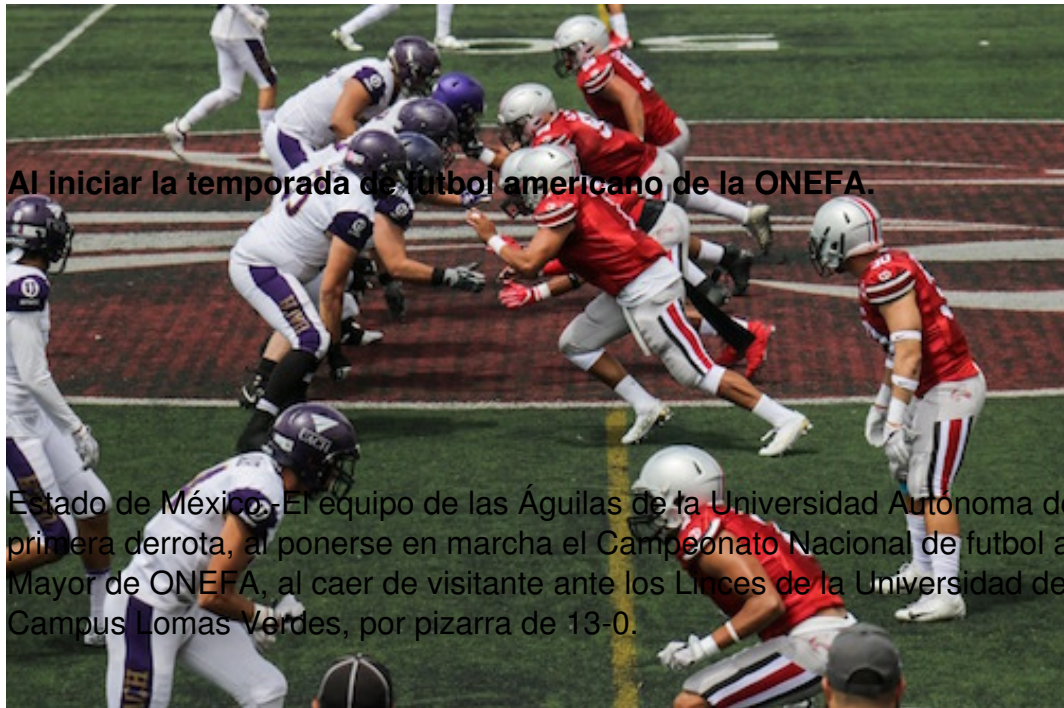 Al iniciar la temporada de futbol americano de la ONEFA.
Estado de México.-El equipo de las Águilas de la Universidad Autónoma de
primera derrota, al ponerse en marcha el Campeonato Nacional de futbol a
Mayor de ONEFA, al caer de visitante ante los Linces de la Universidad de
Campus Lomas Verdes, por pizarra de 13-0.